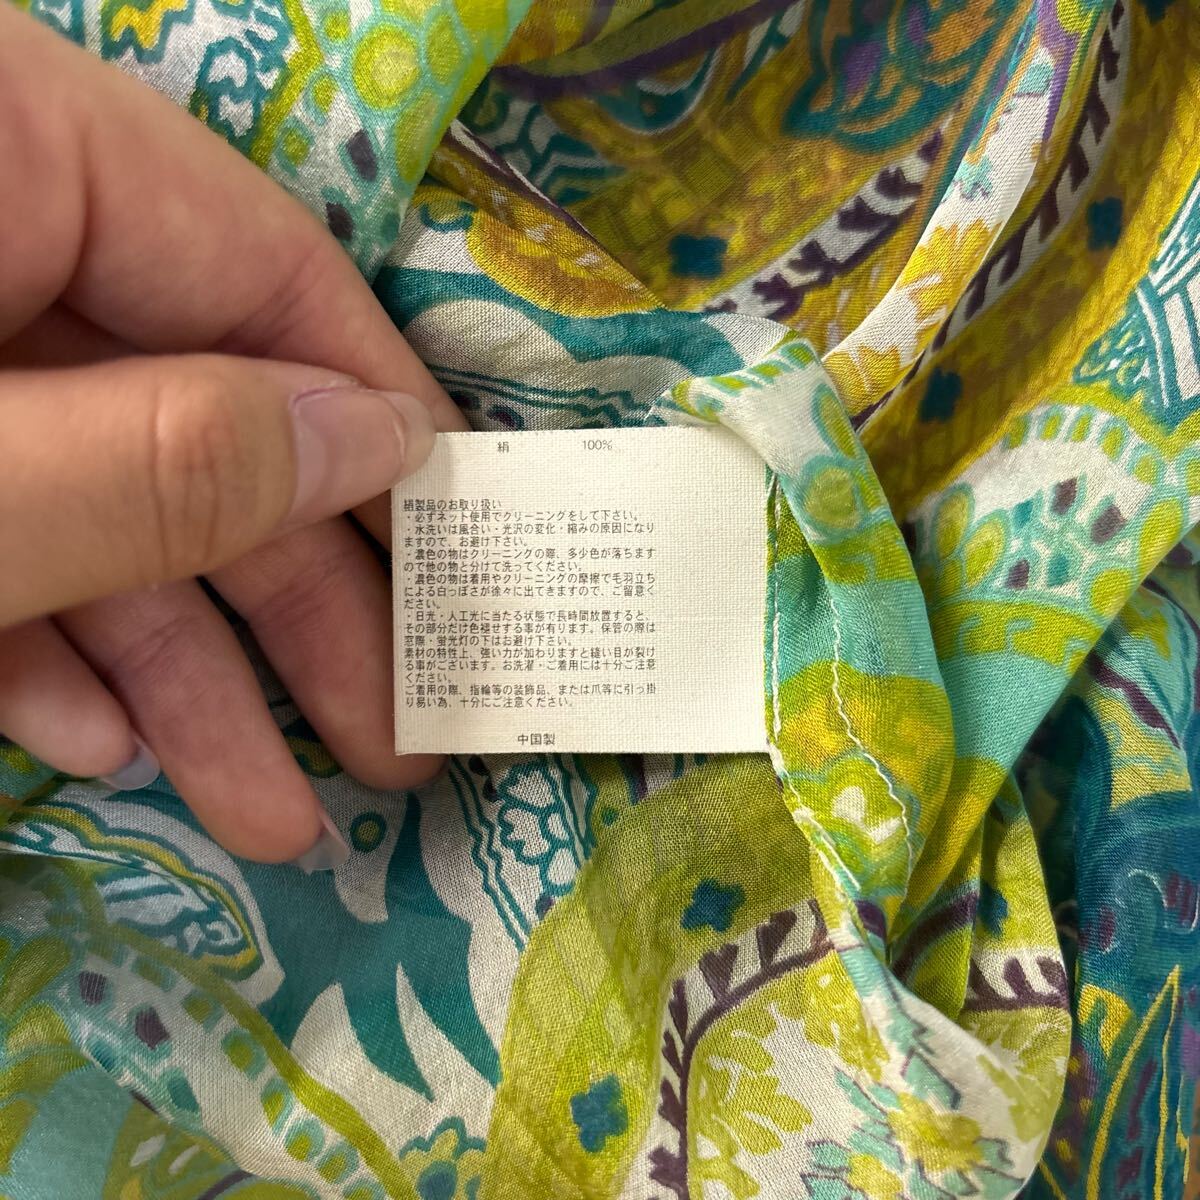 絹 100%
絹製品のお取り扱い
・必ずネット使用でクリーニングをして下さい。
・水洗いは風合い・光沢の変化・縮みの原因になり
ますので、お避け下さい。
・濃色の物はクリーニングの際、多少色が落ちます
ので他の物と分けて洗ってください。
・濃色の物は着用やクリーニングの摩擦で毛羽立ち
による白っぽさが徐々に出てきますので、ご留意く
ださい。
・日光・人工光に当たる状態で長時間放置すると、
その部分だけ色褪せする事が有ります。保管の際は
窓際・蛍光灯の下はお避け下さい。
素材の特性上、強い力が加わりますと縫い目が裂け
る事がございます。お洗濯・ご着用には十分ご注意
ください。
ご着用の際、指輪等の装飾品、または爪等に引っ掛
り易い為、十分にご注意ください。
中国製